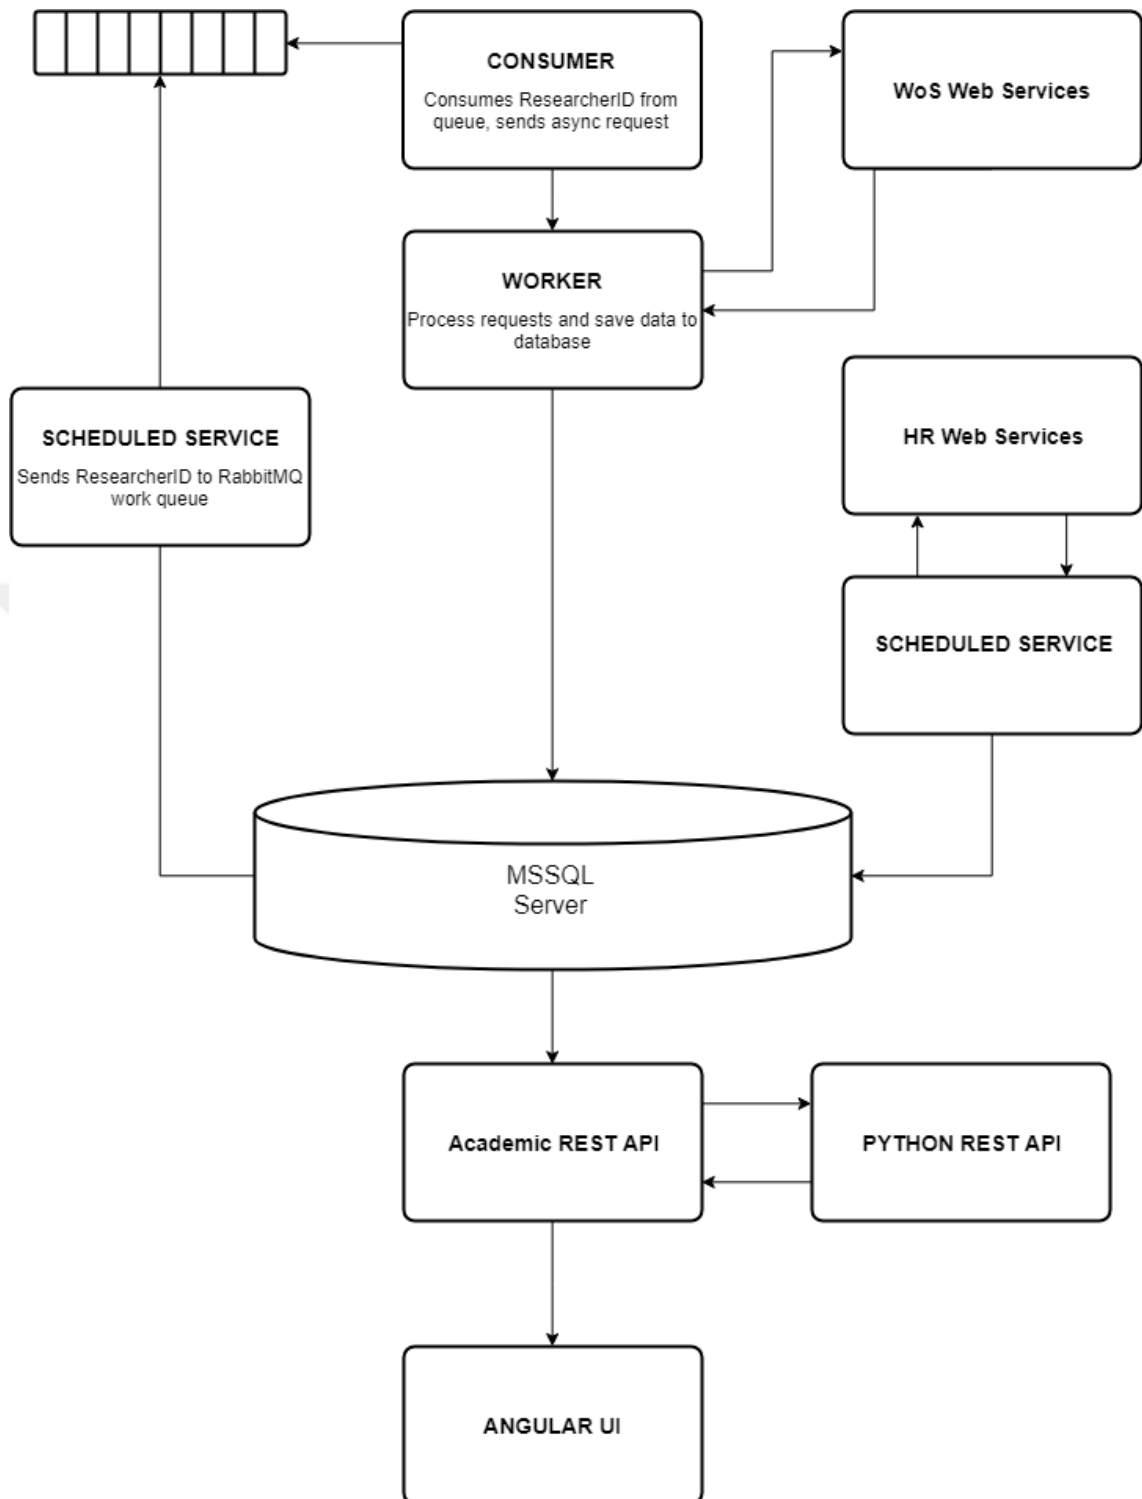 CONSUMER
Consumes ResearcherID from
queue, sends async request
WoS Web Services
WORKER
Process requests and save data to
database
SCHEDULED SERVICE
Sends ResearcherID to RabbitMQ
work queue
HR Web Services
SCHEDULED SERVICE
MSSQL
Server
Academic REST API
PYTHON REST API
ANGULAR UI